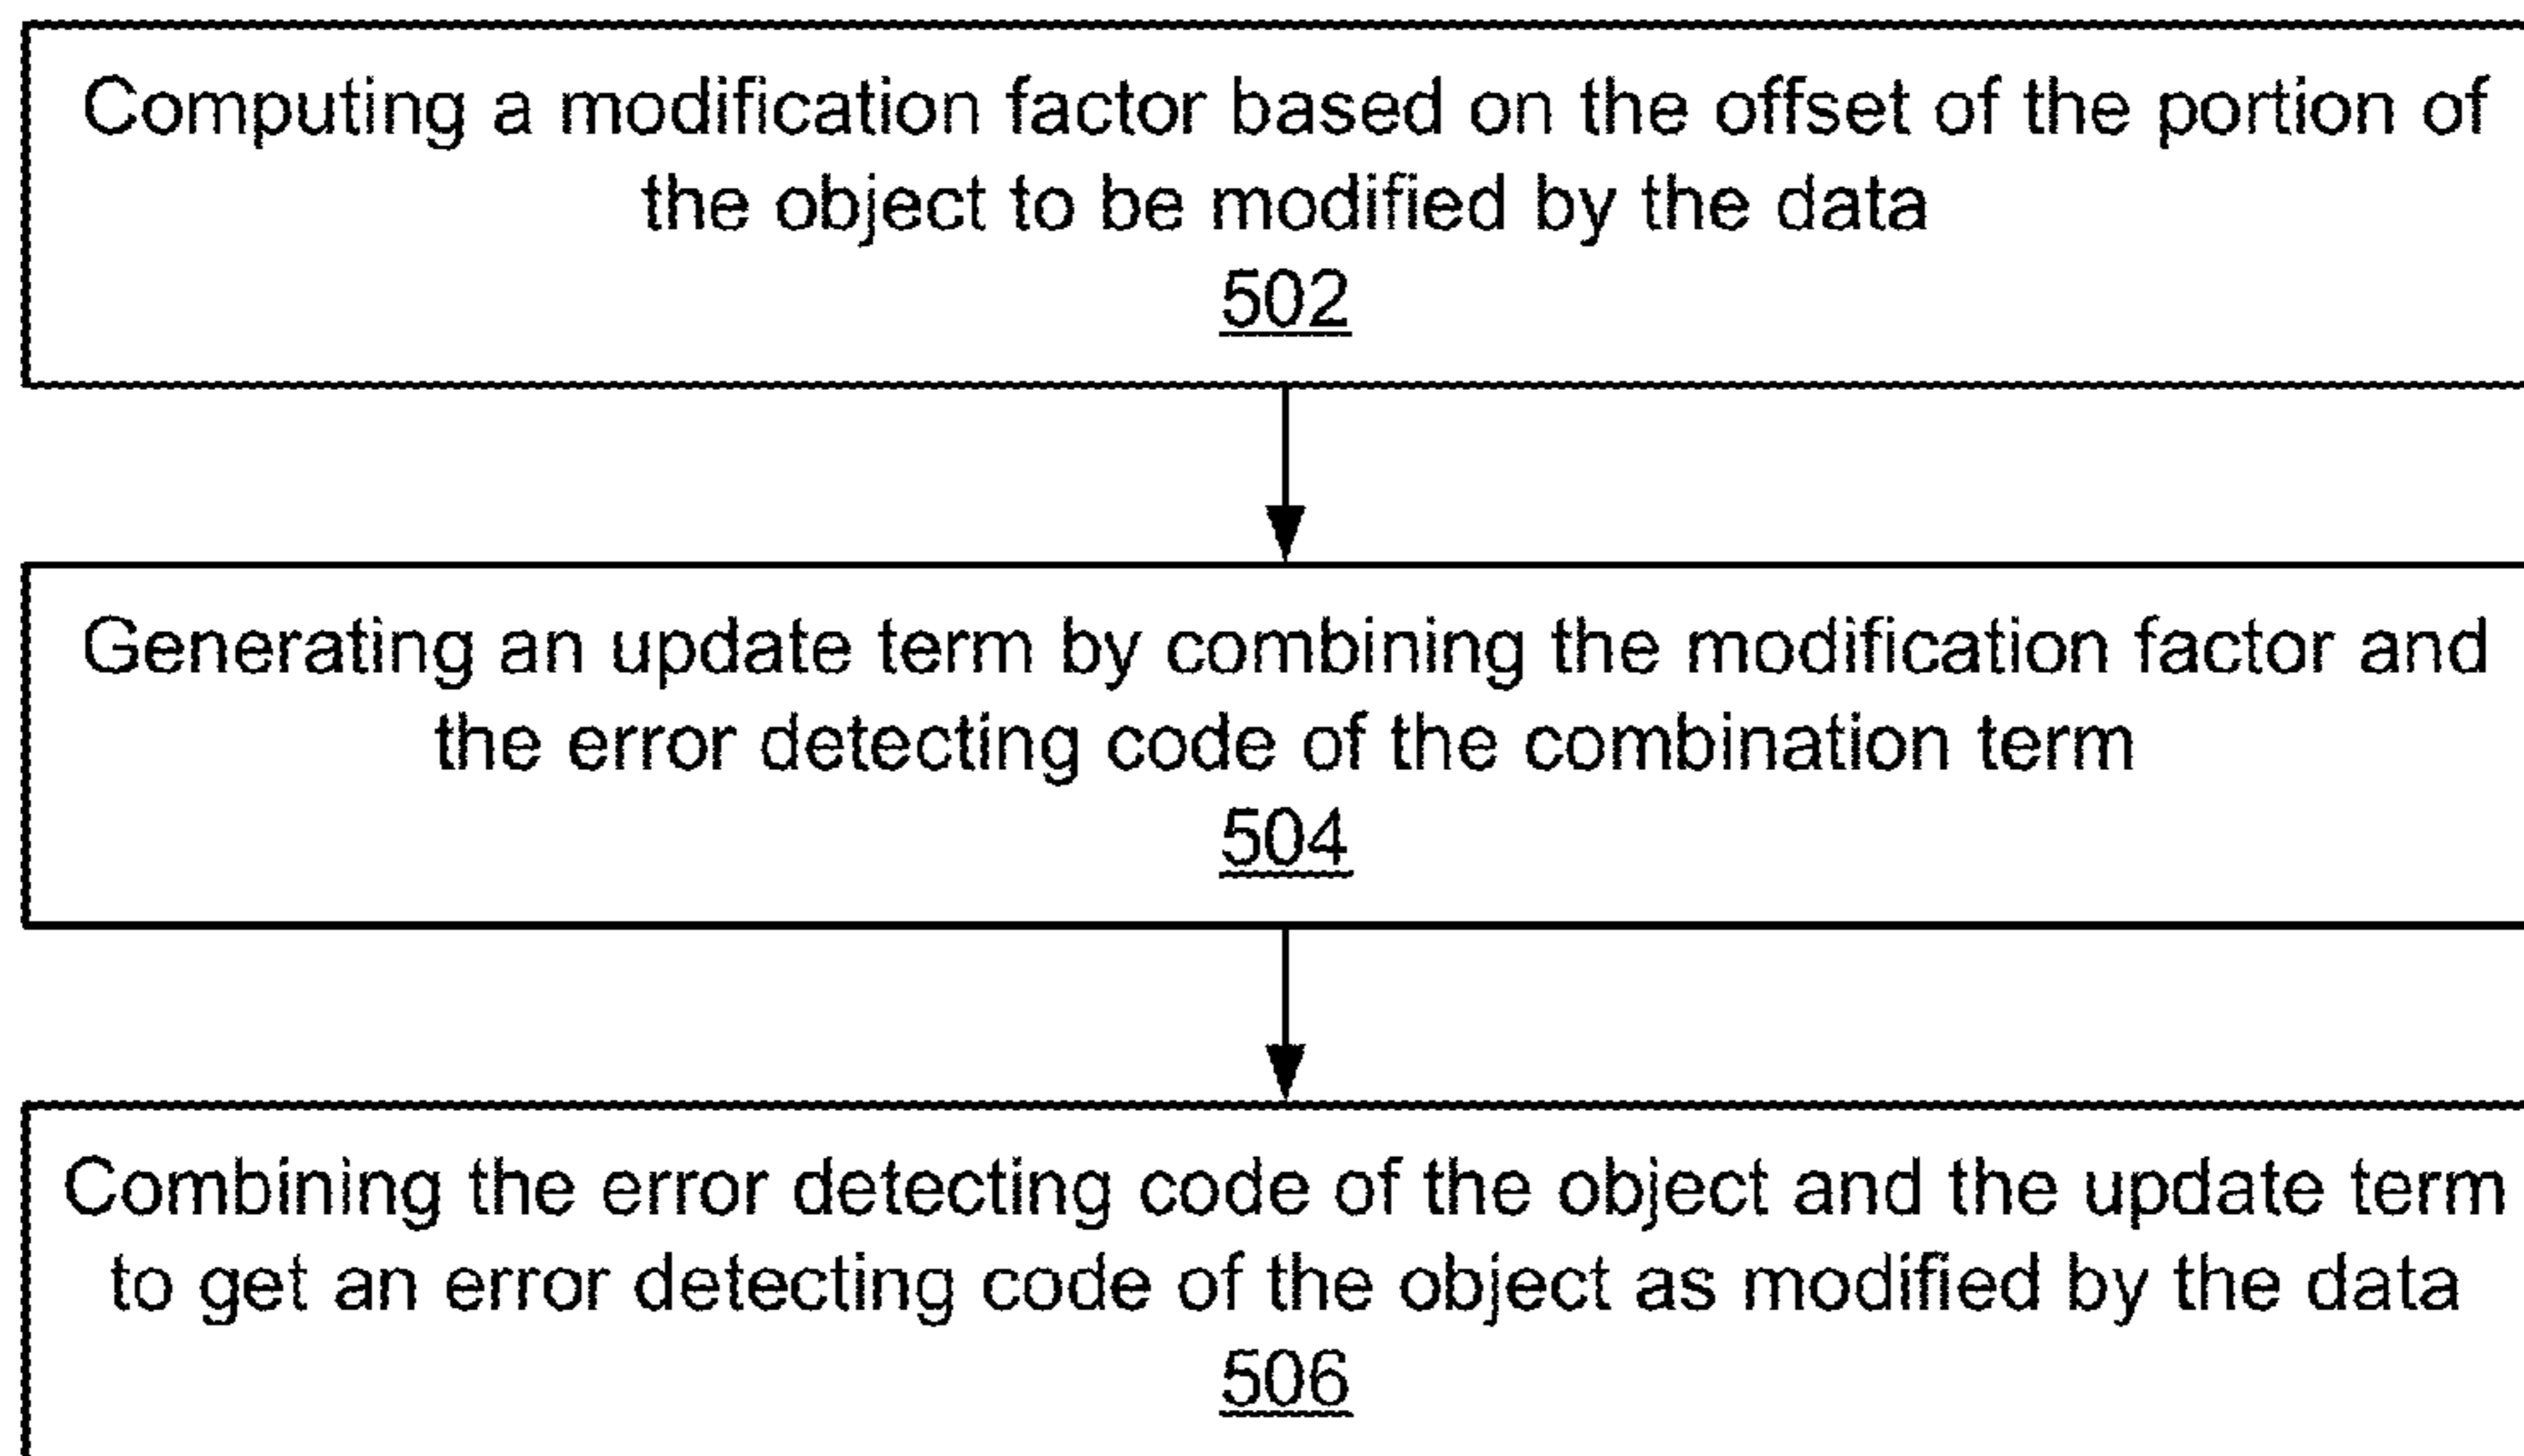 Computing a modification factor based on the offset of the portion of
the object to be modified by the data
502
Generating an update term by combining the modification factor and
the error detecting code of the combination term
504
Combining the error detecting code of the object and the update term
to get an error detecting code of the object as modified by the data
506